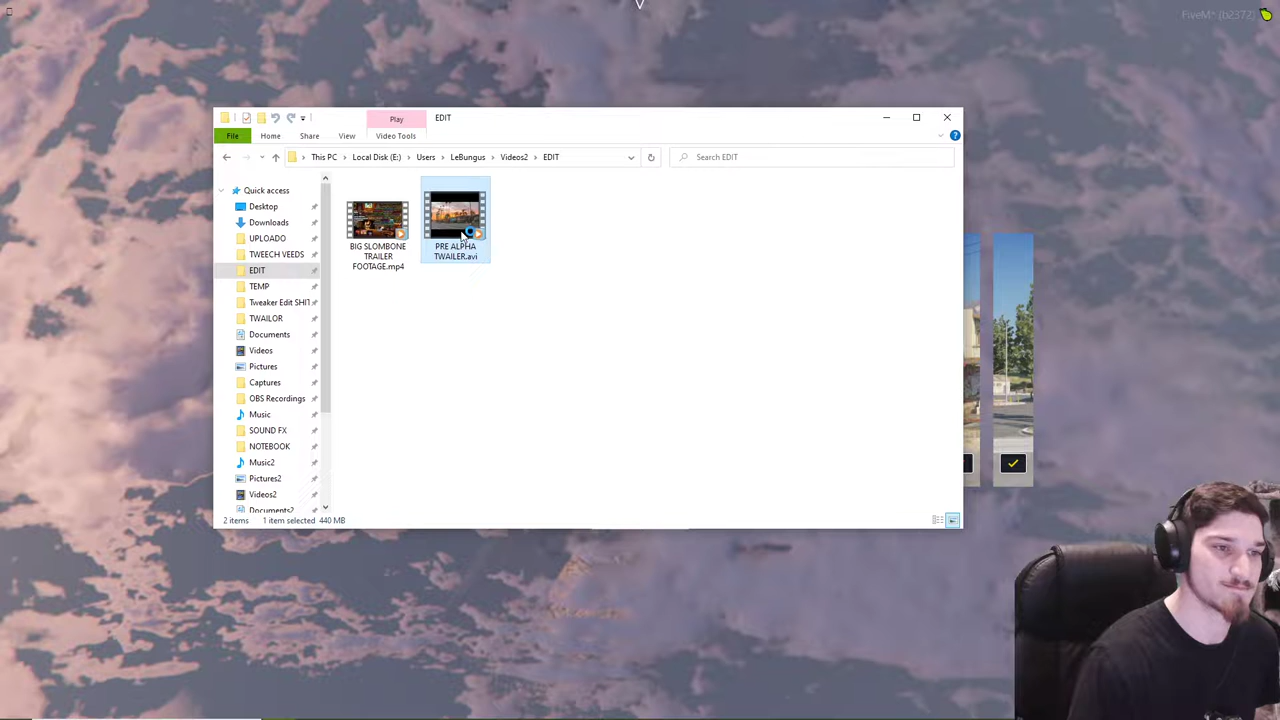 V
FiveM* (b2372)
Play
EDIT
File
Home
Share
View
Video Tools
This PC > Local Disk (E:) > Users > LeBungus > Videos2 > EDIT
Search EDIT
Quick access
Desktop
Downloads
UPLOADO
TWEECH VEEDS
EDIT
TEMP
Tweaker Edit SHIT
TWAILOR
Documents
Videos
Pictures
Captures
OBS Recordings
Music
SOUND FX
NOTEBOOK
Music2
Pictures2
Videos2
Documents2
BIG SLOMBONE
TRAILER
FOOTAGE.mp4
PRE ALPHA
TWAILER.avi
2 items
1 item selected 440 MB